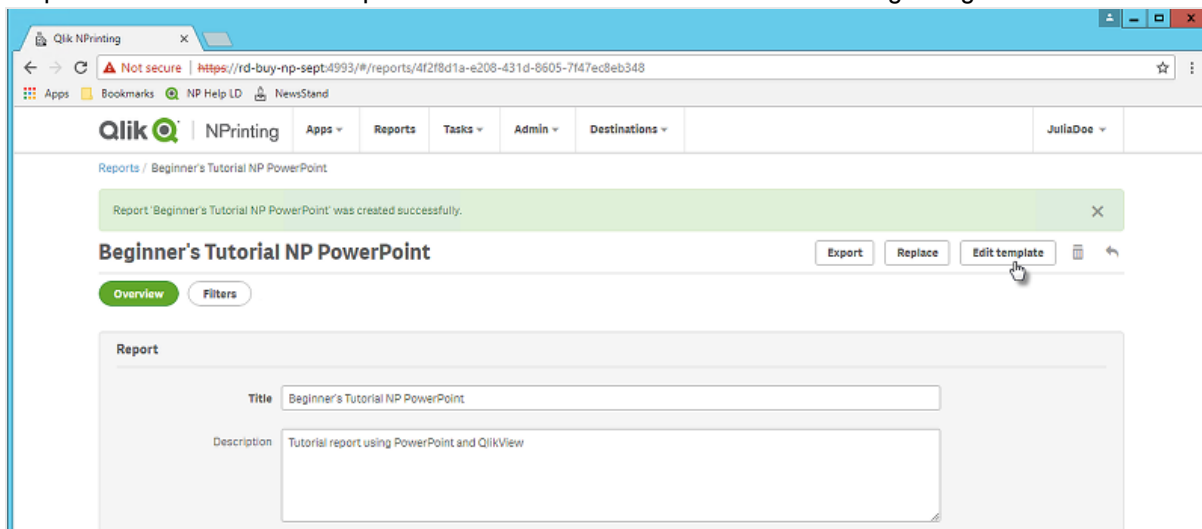 Qlik NPrinting
Not secure | https://rd-buy-np-sept:4993/#/reports/4f2f8d1a-e208-431d-8605-7f47ec8eb348
Apps Bookmarks NP Help LD NewsStand
Qlik NPrinting Apps Reports Tasks Admin Destinations JuliaDoe
Reports / Beginner's Tutorial NP PowerPoint
Report 'Beginner's Tutorial NP PowerPoint' was created successfully.
Beginner's Tutorial NP PowerPoint Export Replace Edit template
Overview Filters
Report
Title Beginner's Tutorial NP PowerPoint
Description Tutorial report using PowerPoint and QlikView